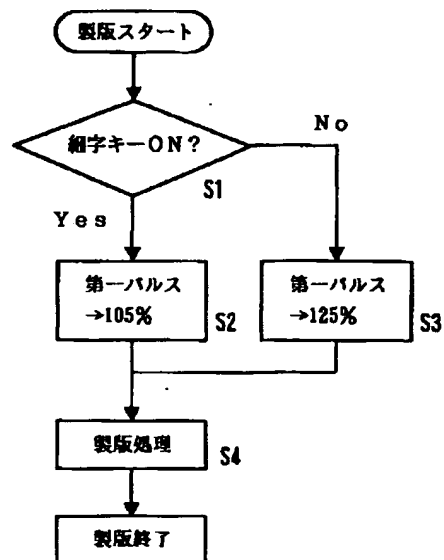 製版スタート
細字キーON?
S1
No
Yes
第一パルス
→105%
S2
第一パルス
→125%
S3
製版処理
S4
製版終了